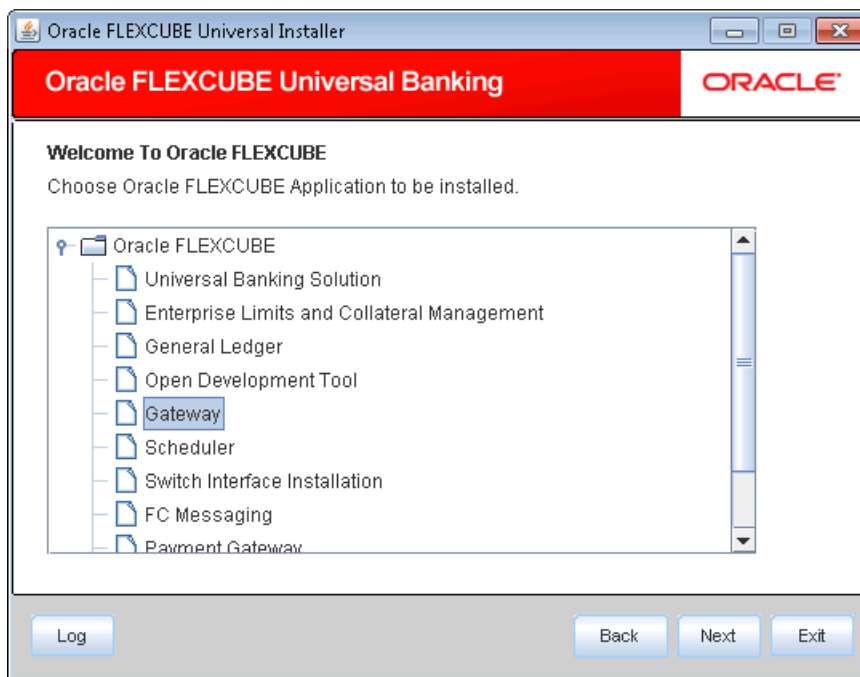 Oracle FLEXCUBE Universal Installer
Oracle FLEXCUBE Universal Banking
ORACLE
Welcome To Oracle FLEXCUBE
Choose Oracle FLEXCUBE Application to be installed.
Oracle FLEXCUBE
Universal Banking Solution
Enterprise Limits and Collateral Management
General Ledger
Open Development Tool
Gateway
Scheduler
Switch Interface Installation
FC Messaging
Payment Gateway
Log
Back
Next
Exit